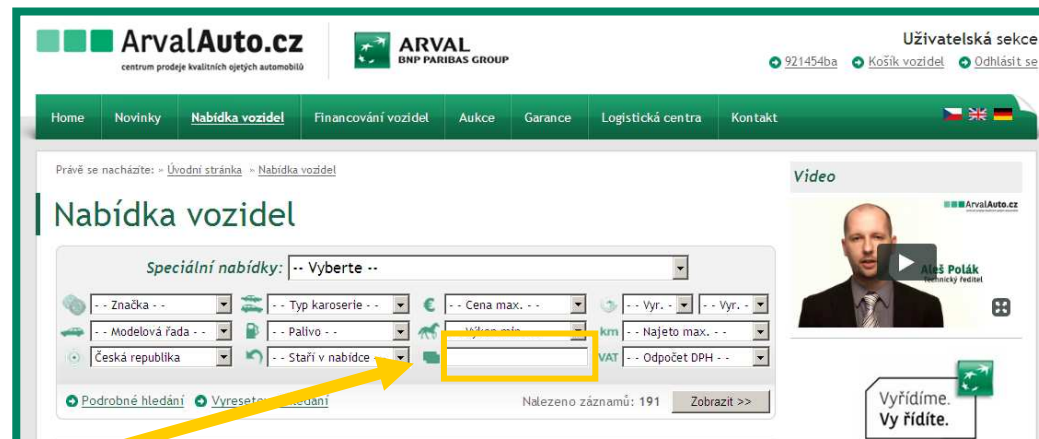 ArvalAuto.cz
centrum prodeje kvalitních ojetých automobilů
ARVAL
BNP PARIBAS GROUP
Uživatelská sekce
921454ba Košík vozidel Odhlásit se
Home Novinky Nabídka vozidel Financování vozidel Aukce Garance Logistická centra Kontakt
Právě se nacházíte: » Úvodní stránka » Nabídka vozidel
Nabídka vozidel
Speciální nabídky: -- Vyberte --
- - Značka - - - - Typ karoserie - - € - - Cena max. - - - - Vyr. - - - Vyr. -
- - Modelová řada - - - - Palivo - - - - Výkon min. km - - Najeto max. - -
Česká republika - - Staří v nabídce - - VAT - - Odpočet DPH - -
Podrobné hledání Vyresetovat
Nalezeno záznamů: 191 Zobrazit >>
Video
ArvalAuto.cz
Aleš Polák
Technický ředitel
Vyřídíme.
Vy řídíte.